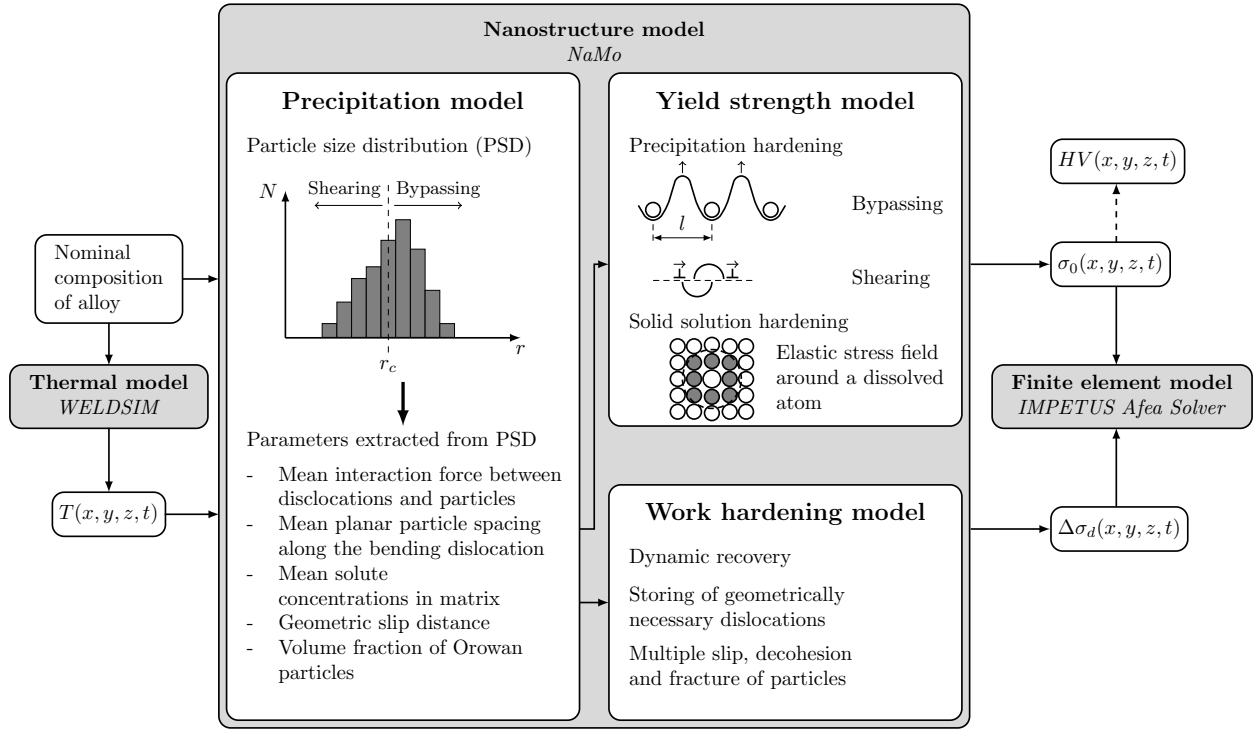 Nanostructure model
NaMo
Precipitation model
Particle size distribution (PSD)
N
Shearing
Bypassing
r_c
r
Parameters extracted from PSD
- Mean interaction force between
disclocations and particles
- Mean planar particle spacing
along the bending dislocation
- Mean solute
concentrations in matrix
- Geometric slip distance
- Volume fraction of Orowan
particles
Yield strength model
Precipitation hardening
l
Bypassing
Shearing
Solid solution hardening
Elastic stress field
around a dissolved
atom
Work hardening model
Dynamic recovery
Storing of geometrically
necessary dislocations
Multiple slip, decohesion
and fracture of particles
Nominal
composition
of alloy
Thermal model
WELDSIM
T(x, y, z, t)
HV(x, y, z, t)
σ_0(x, y, z, t)
Finite element model
IMPETUS Afea Solver
Δσ_d(x, y, z, t)